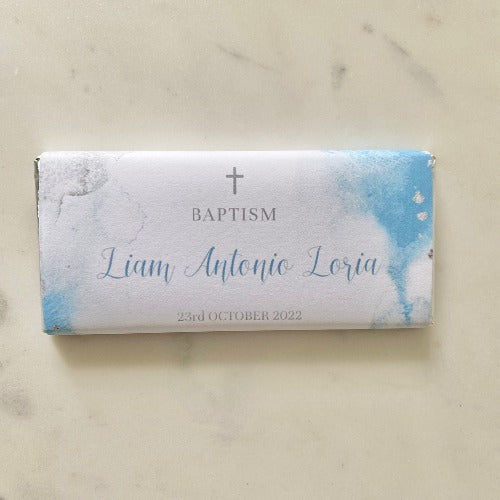 BAPTISM
Liam Antonio Loria
23rd OCTOBER 2022